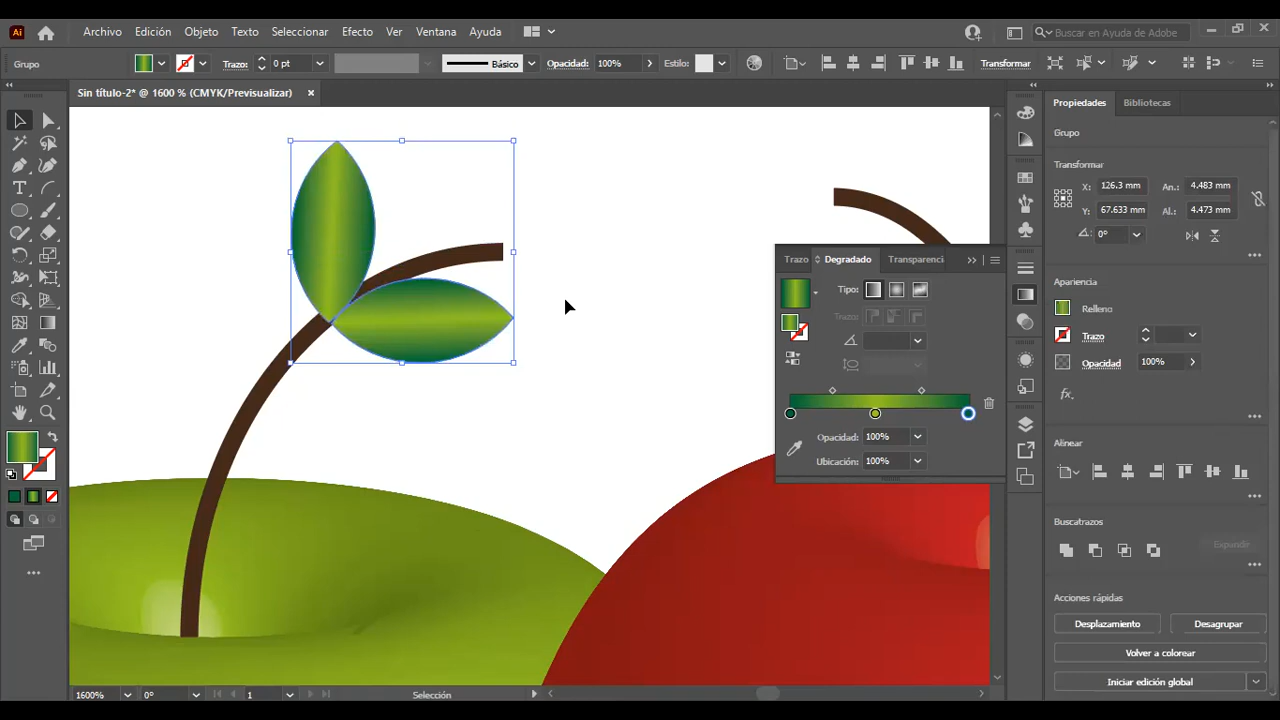 Ai
Archivo Edición Objeto Texto Seleccionar Efecto Ver Ventana Ayuda
Buscar en Ayuda de Adobe
Grupo Trazo: 0 pt Básico Opacidad: 100% Estilo: Transformar
Sin título-2* @ 1600 % (CMYK/Previsualizar) ×
Propiedades Bibliotecas
Grupo
Transformar
X: 126.3 mm An.: 4.483 mm
Y: 67.633 mm Al.: 4.473 mm
0°
Apariencia
Relleno
Trazo
Opacidad 100%
fx.
Alinear
Buscatrazos
Expandir
Acciones rápidas
Desplazamiento Desagrupar
Volver a colorear
Iniciar edición global
Trazo Degradado Transparenci
Tipo:
Trazo:
Opacidad: 100%
Ubicación: 100%
1600% 0° 1 Selección